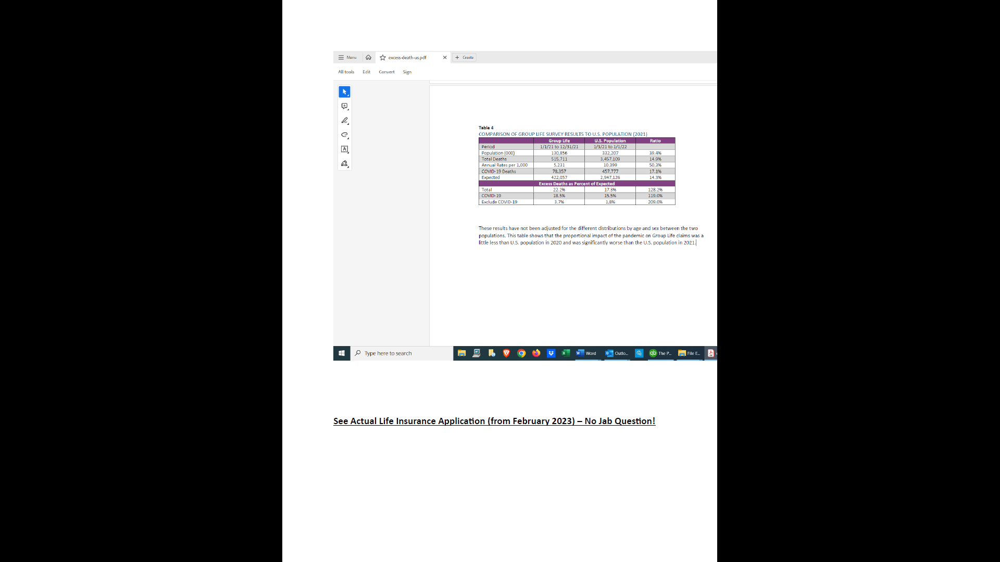 Menu
excess-death-us.pdf
Create
All tools Edit Convert Sign
Table 4
COMPARISON OF GROUP LIFE SURVEY RESULTS TO U.S. POPULATION (2021)
Group Life U.S. Population Ratio
Period 1/1/21 to 12/31/21 1/3/21 to 1/1/22
Population (000) 130,856 332,207 39.4%
Total Deaths 515,711 3,457,109 14.9%
Annual Rates per 1,000 5.231 10.399 50.3%
COVID-19 Deaths 78,357 457,777 17.1%
Expected 422,057 2,947,126 14.3%
Excess Deaths as Percent of Expected
Total 22.2% 17.3% 128.2%
COVID-19 18.5% 15.5% 119.0%
Exclude COVID-19 3.7% 1.8% 209.0%
These results have not been adjusted for the different distributions by age and sex between the two
populations. This table shows that the proportional impact of the pandemic on Group Life claims was a
little less than U.S. population in 2020 and was significantly worse than the U.S. population in 2021.
Type here to search
Word Outlo... The P... File E...
See Actual Life Insurance Application (from February 2023) – No Jab Question!